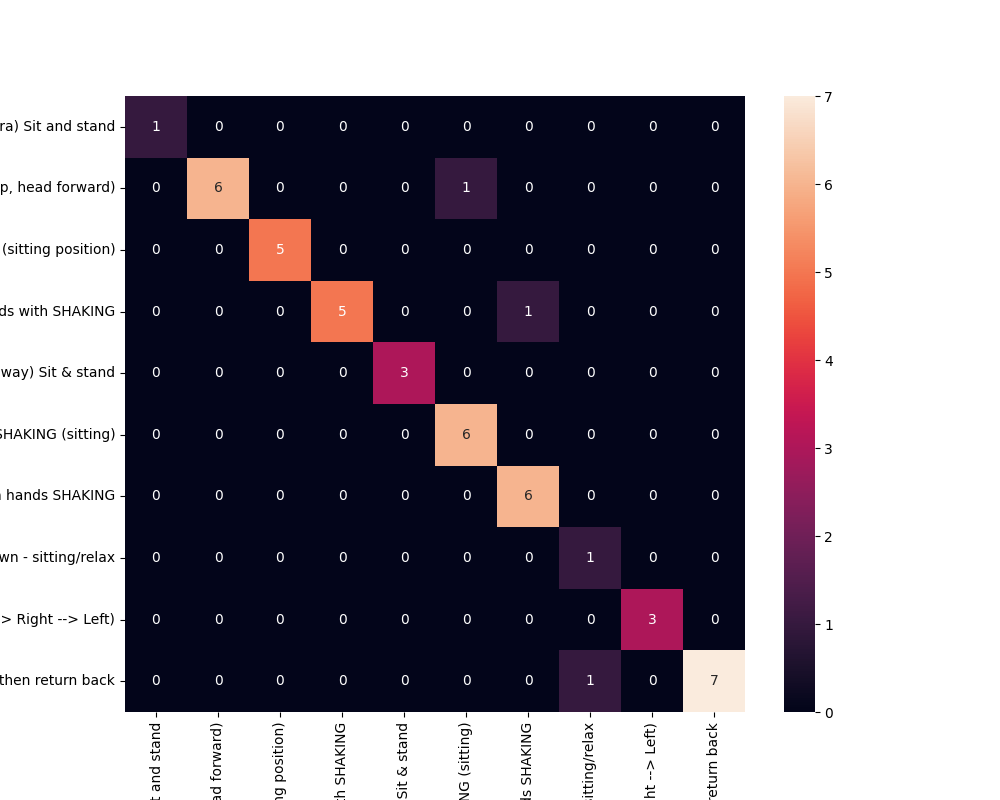 7
ra) Sit and stand 1 0 0 0 0 0 0 0 0 0
6
p, head forward) 0 6 0 0 0 1 0 0 0 0
(sitting position) 0 0 5 0 0 0 0 0 0 0
5
ds with SHAKING 0 0 0 5 0 0 1 0 0 0
4
way) Sit & stand 0 0 0 0 3 0 0 0 0 0
3
SHAKING (sitting) 0 0 0 0 0 6 0 0 0 0
hands SHAKING 0 0 0 0 0 0 6 0 0 0
2
wn - sitting/relax 0 0 0 0 0 0 0 1 0 0
1
> Right --> Left) 0 0 0 0 0 0 0 0 3 0
then return back 0 0 0 0 0 0 0 1 0 7
0
t and stand
ad forward)
ng position)
th SHAKING
Sit & stand
NG (sitting)
ds SHAKING
sitting/relax
ht --> Left)
return back